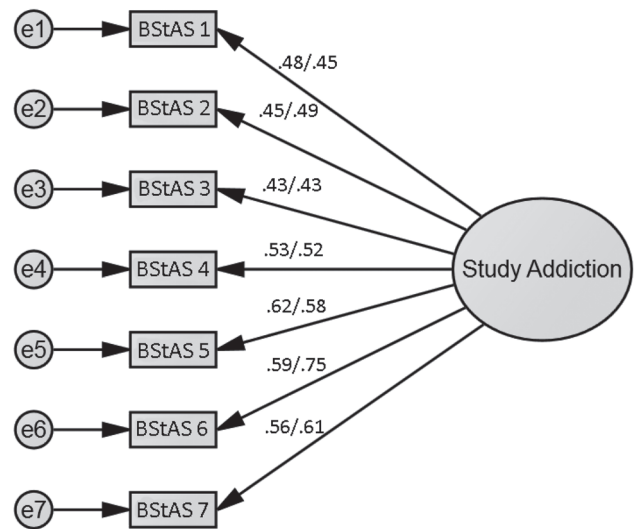 e1 BStAS 1
.48/.45
e2 BStAS 2 .45/.49
e3 BStAS 3 .43/.43
.53/.52
e4 BStAS 4 Study Addiction
.62/.58
e5 BStAS 5
.59/.75
e6 BStAS 6 .56/.61
e7 BStAS 7